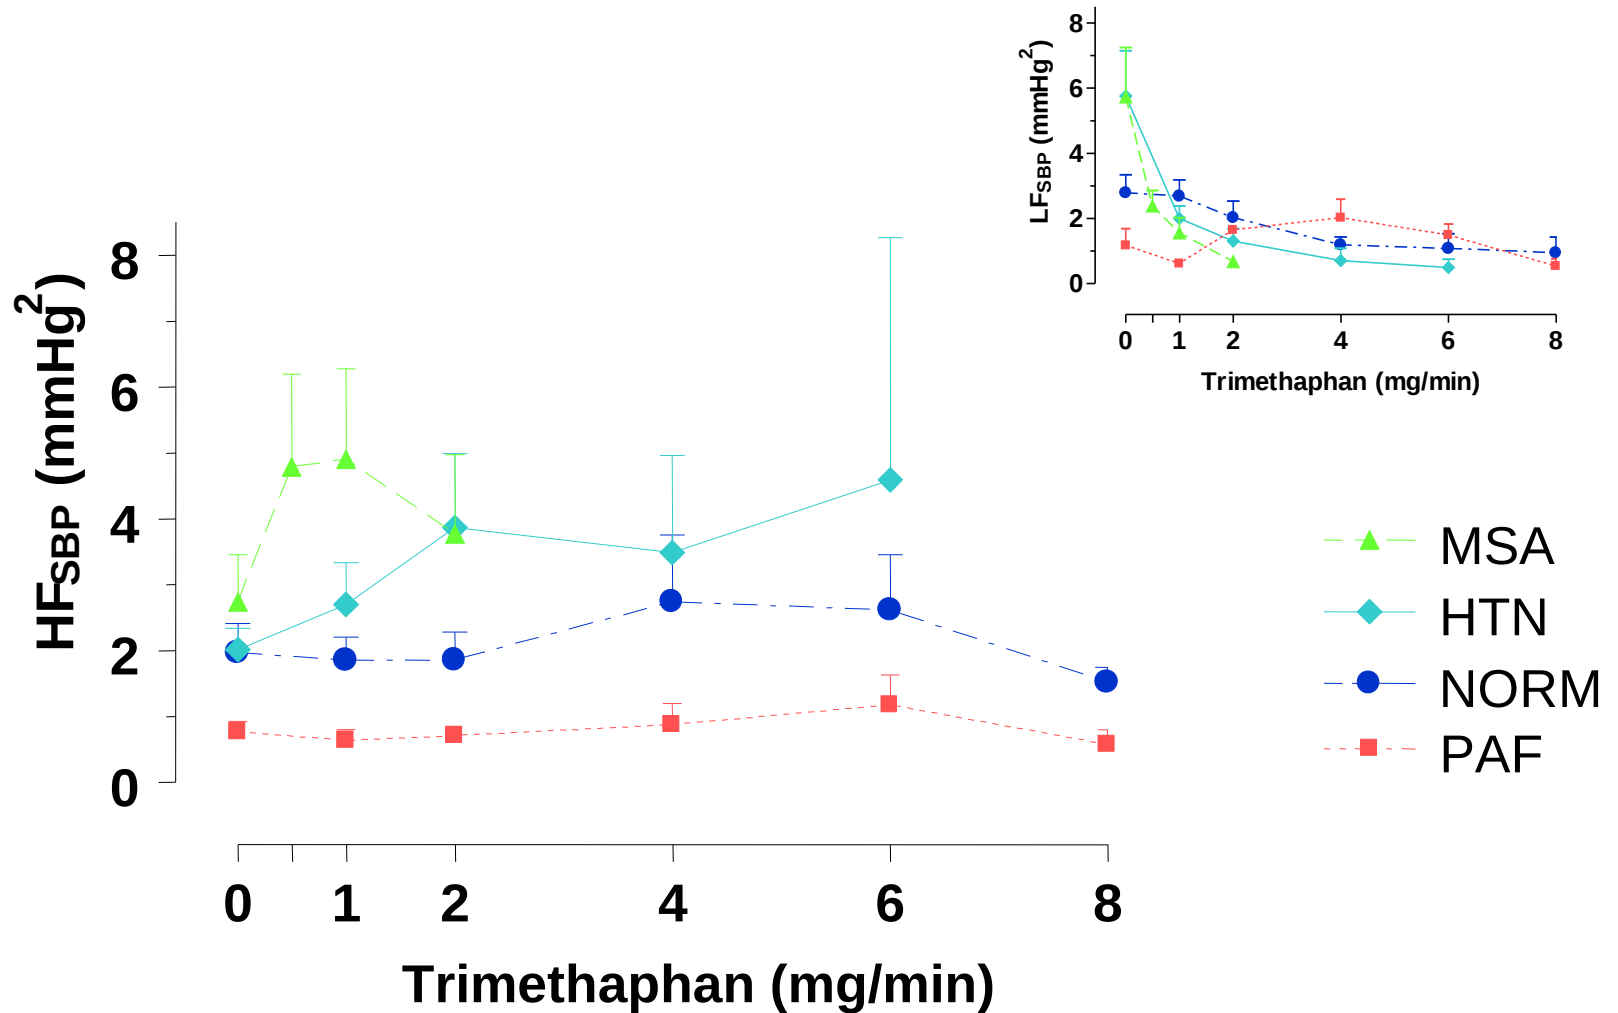 8
6
4
2
0
LFSBP (mmHg2)
0 1 2 4 6 8
Trimethaphan (mg/min)
8
6
4
2
0
HFSBP (mmHg2)
0 1 2 4 6 8
Trimethaphan (mg/min)
MSA
HTN
NORM
PAF